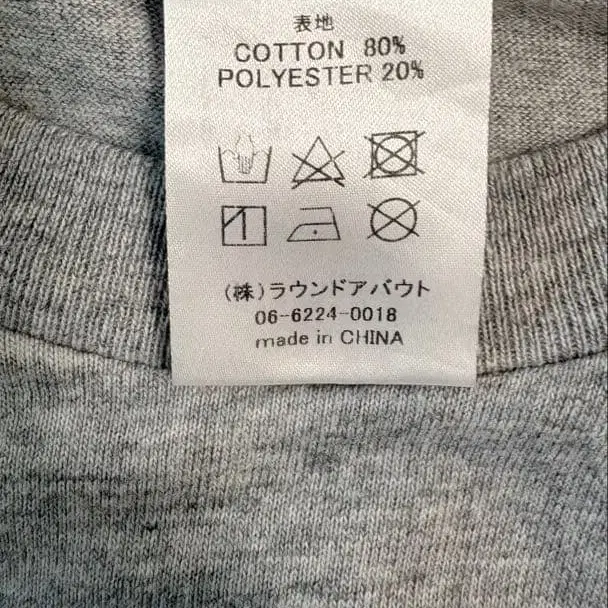 表地
COTTON 80%
POLYESTER 20%
(株)ラウンドアバウト
06-6224-0018
made in CHINA